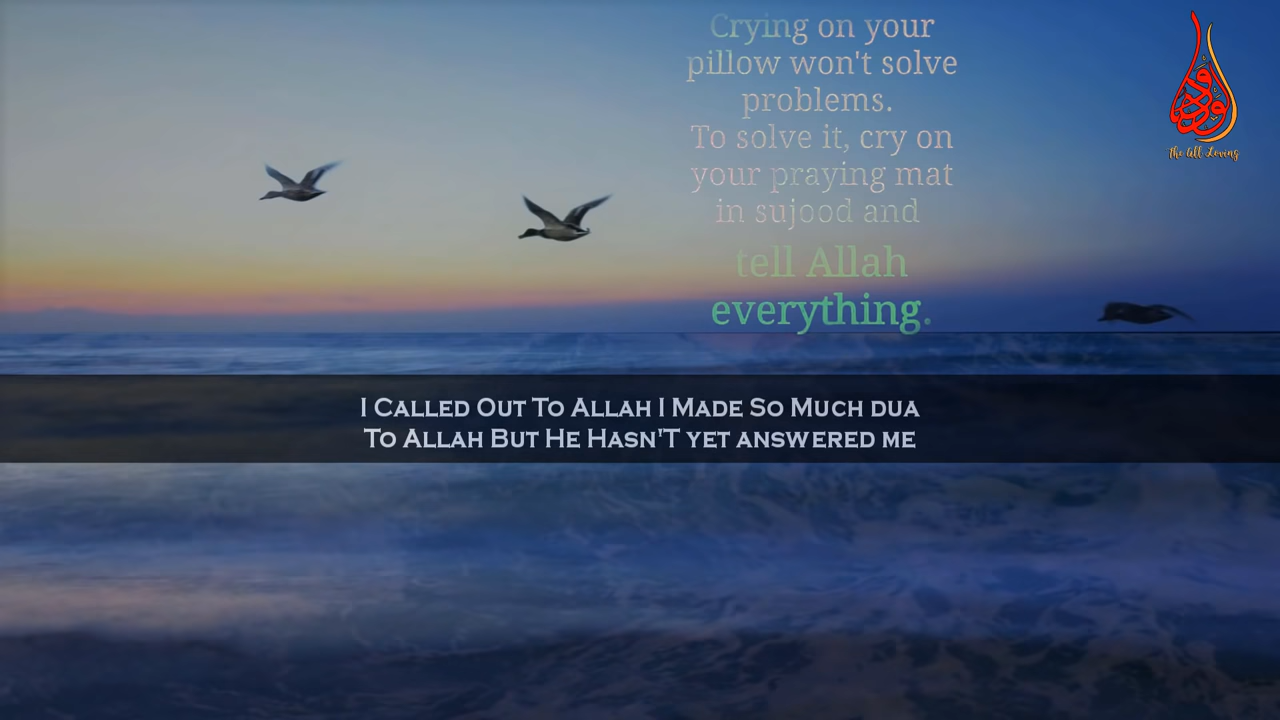 Crying on your
pillow won't solve
problems.
To solve it, cry on
your praying mat
in sujood and
tell Allah
everything.
The All Loving
I CALLED OUT TO ALLAH I MADE SO MUCH DUA
TO ALLAH BUT HE HASN'T YET ANSWERED ME